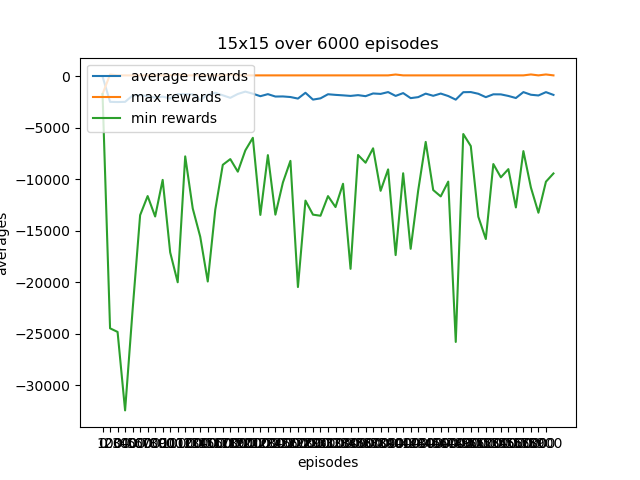 15x15 over 6000 episodes
average rewards
max rewards
min rewards
0
−5000
−10000
−15000
−20000
−25000
−30000
averages
episodes